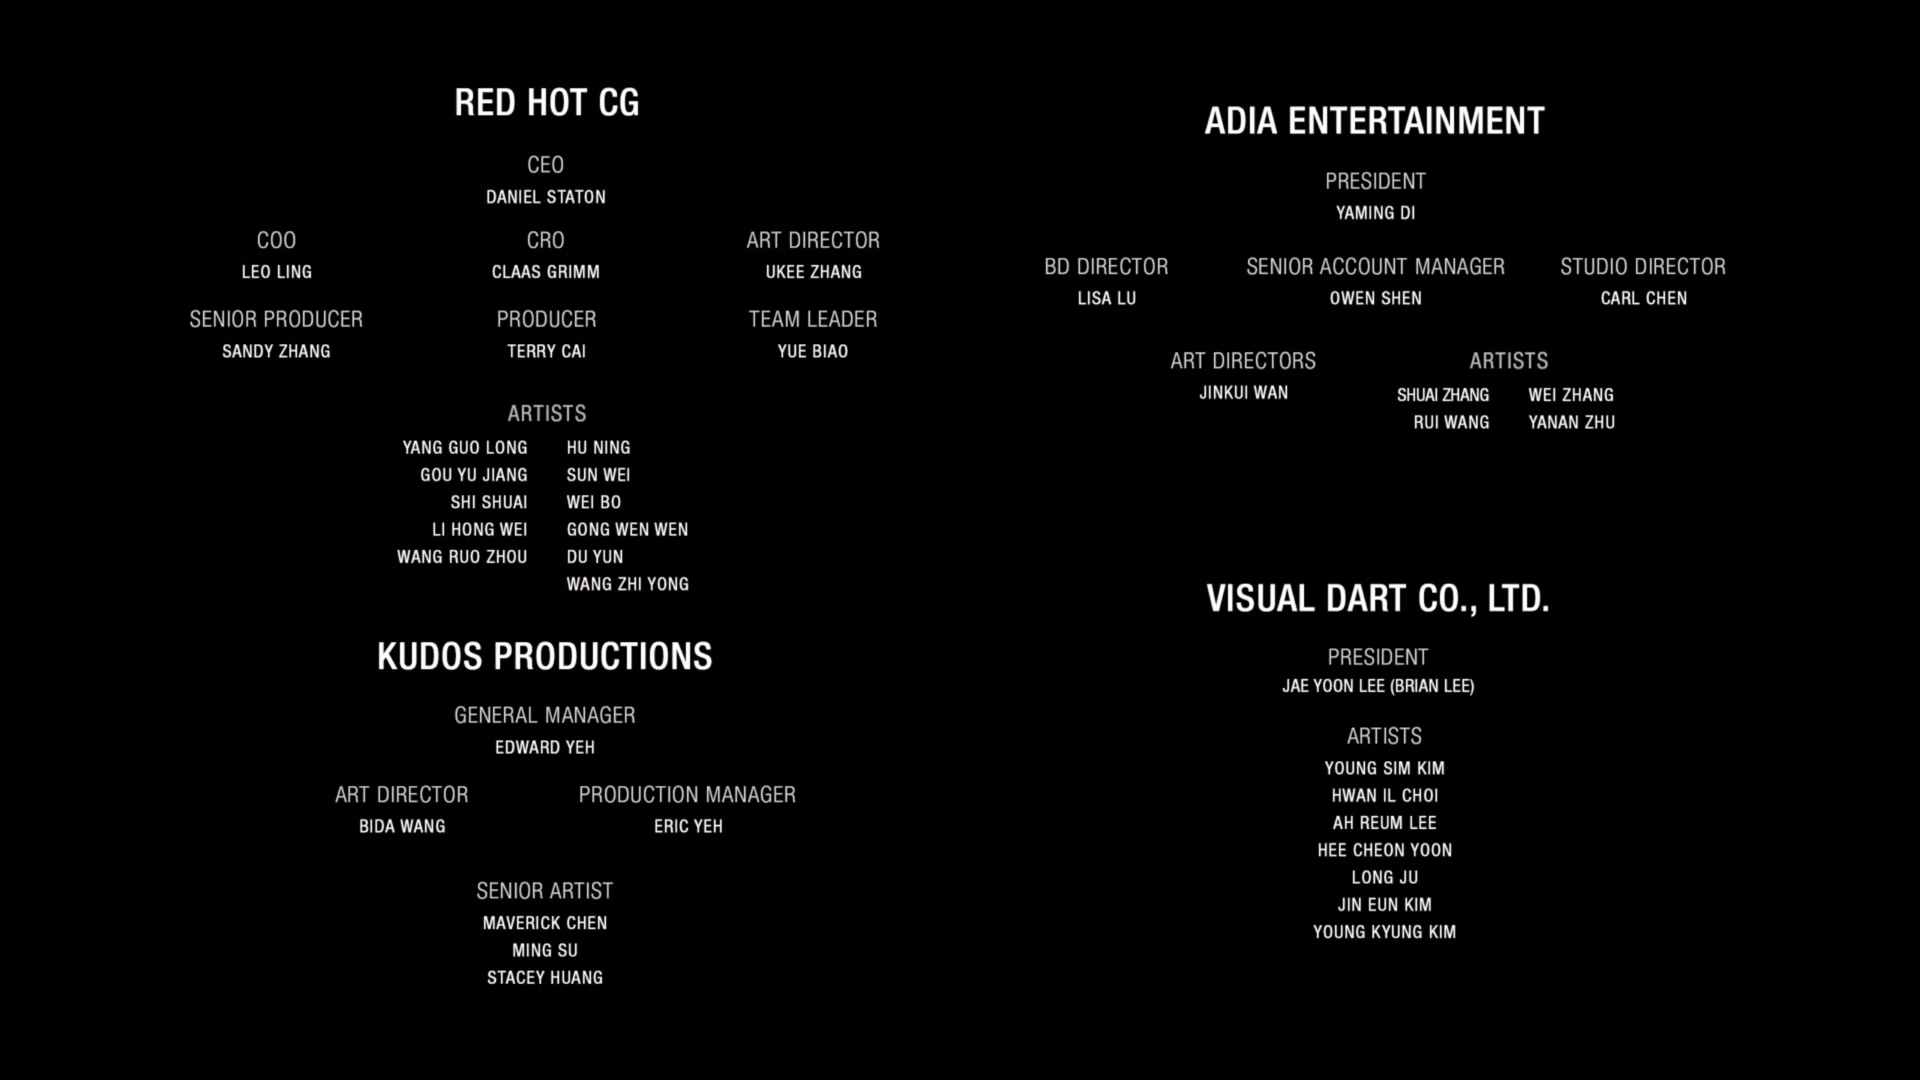 RED HOT CG
CEO
DANIEL STATON
COO CRO ART DIRECTOR
LEO LING CLAAS GRIMM UKEE ZHANG
SENIOR PRODUCER PRODUCER TEAM LEADER
SANDY ZHANG TERRY CAI YUE BIAO
ARTISTS
YANG GUO LONG HU NING
GOU YU JIANG SUN WEI
SHI SHUAI WEI BO
LI HONG WEI GONG WEN WEN
WANG RUO ZHOU DU YUN
WANG ZHI YONG
KUDOS PRODUCTIONS
GENERAL MANAGER
EDWARD YEH
ART DIRECTOR PRODUCTION MANAGER
BIDA WANG ERIC YEH
SENIOR ARTIST
MAVERICK CHEN
MING SU
STACEY HUANG
ADIA ENTERTAINMENT
PRESIDENT
YAMING DI
BD DIRECTOR SENIOR ACCOUNT MANAGER STUDIO DIRECTOR
LISA LU OWEN SHEN CARL CHEN
ART DIRECTORS ARTISTS
JINKUI WAN SHUAI ZHANG WEI ZHANG
RUI WANG YANAN ZHU
VISUAL DART CO., LTD.
PRESIDENT
JAE YOON LEE (BRIAN LEE)
ARTISTS
YOUNG SIM KIM
HWAN IL CHOI
AH REUM LEE
HEE CHEON YOON
LONG JU
JIN EUN KIM
YOUNG KYUNG KIM